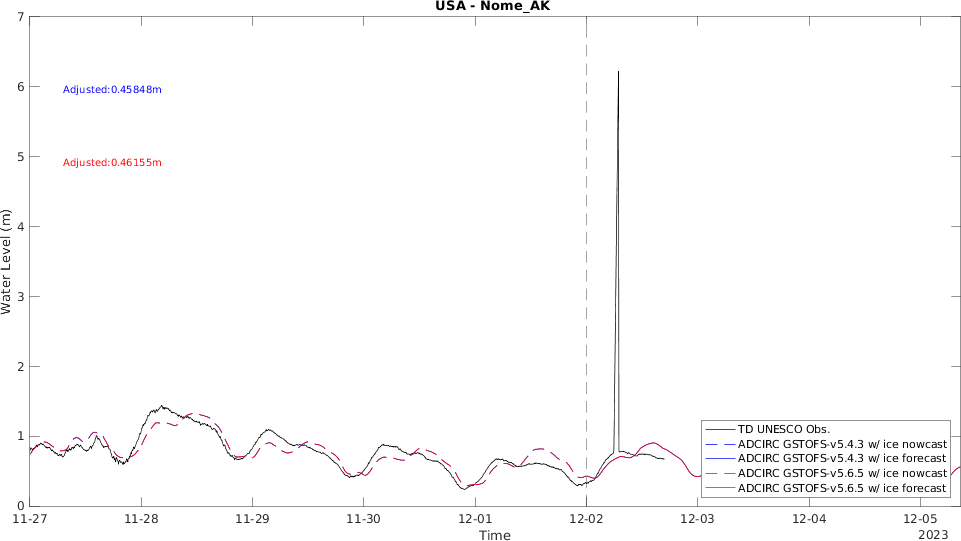 USA - Nome_AK
7
6
5
4
3
2
1
0
Water Level (m)
Adjusted:0.45848m
Adjusted:0.46155m
TD UNESCO Obs.
ADCIRC GSTOFS-v5.4.3 w/ ice nowcast
ADCIRC GSTOFS-v5.4.3 w/ ice forecast
ADCIRC GSTOFS-v5.6.5 w/ ice nowcast
ADCIRC GSTOFS-v5.6.5 w/ ice forecast
11-27 11-28 11-29 11-30 12-01 12-02 12-03 12-04 12-05
Time
2023